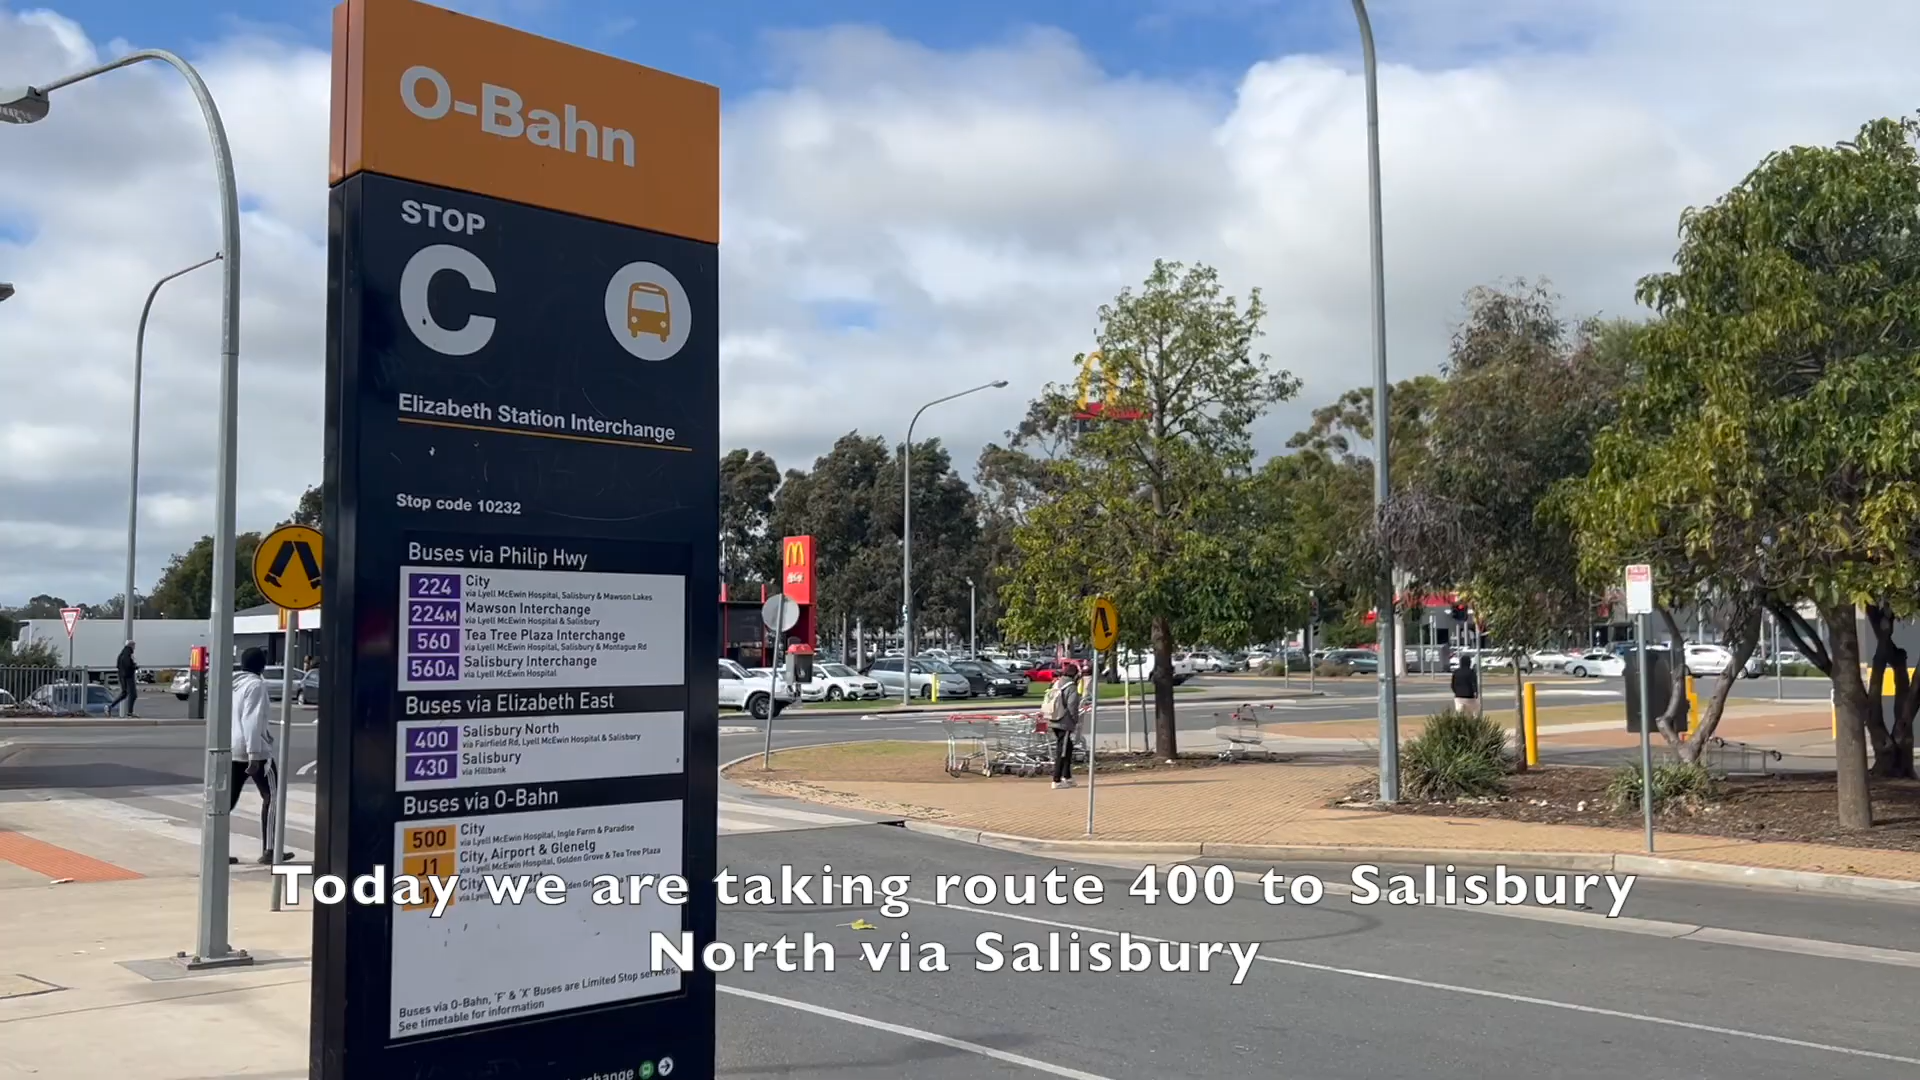 O-Bahn
STOP
C
Elizabeth Station Interchange
Stop code 10232
Buses via Philip Hwy
224 City
via Lyell McEwin Hospital, Salisbury & Mawson Lakes
224M Mawson Interchange
via Lyell McEwin Hospital & Salisbury
560 Tea Tree Plaza Interchange
via Lyell McEwin Hospital, Salisbury & Montague Rd
560A Salisbury Interchange
via Lyell McEwin Hospital
Buses via Elizabeth East
400 Salisbury North
via Fairfield Rd, Lyell McEwin Hospital & Salisbury
430 Salisbury
via Hillbank
Buses via O-Bahn
500 City
via Lyell McEwin Hospital, Ingle Farm & Paradise
J1 City, Airport & Glenelg
via Lyell McEwin Hospital, Golden Grove & Tea Tree Plaza
Today we are taking route 400 to Salisbury
North via Salisbury
Buses via O-Bahn, 'F' & 'X' Buses are Limited Stop services.
See timetable for information